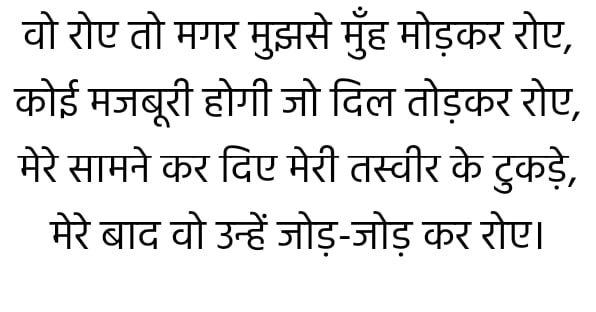 वो रोए तो मगर मुझसे मुँह मोड़कर रोए,
कोई मजबूरी होगी जो दिल तोड़कर रोए,
मेरे सामने कर दिए मेरी तस्वीर के टुकड़े,
मेरे बाद वो उन्हें जोड़-जोड़ कर रोए।